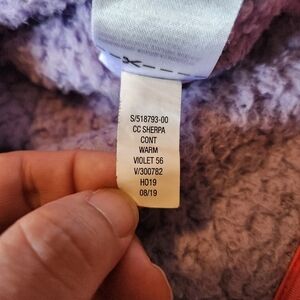 S/518793-00
CC SHERPA
CONT
WARM
VIOLET 56
V/300782
HO19
08/19